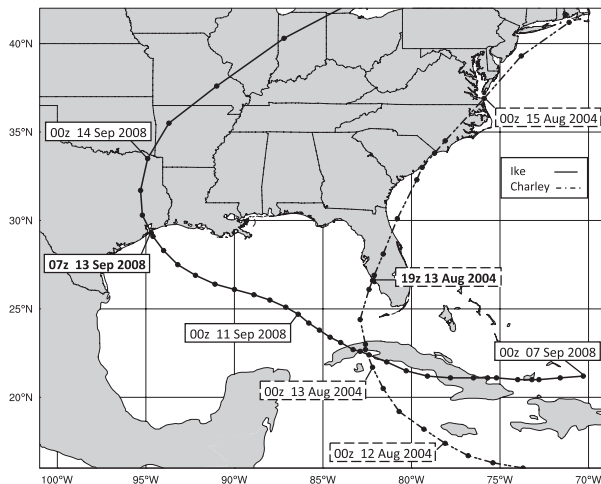 40°N
00z 15 Aug 2004
00z 14 Sep 2008
35°N
Ike
Charley
30°N
07z 13 Sep 2008
19z 13 Aug 2004
25°N
00z 11 Sep 2008
00z 07 Sep 2008
00z 13 Aug 2004
20°N
00z 12 Aug 2004
100°W 95°W 90°W 85°W 80°W 75°W 70°W